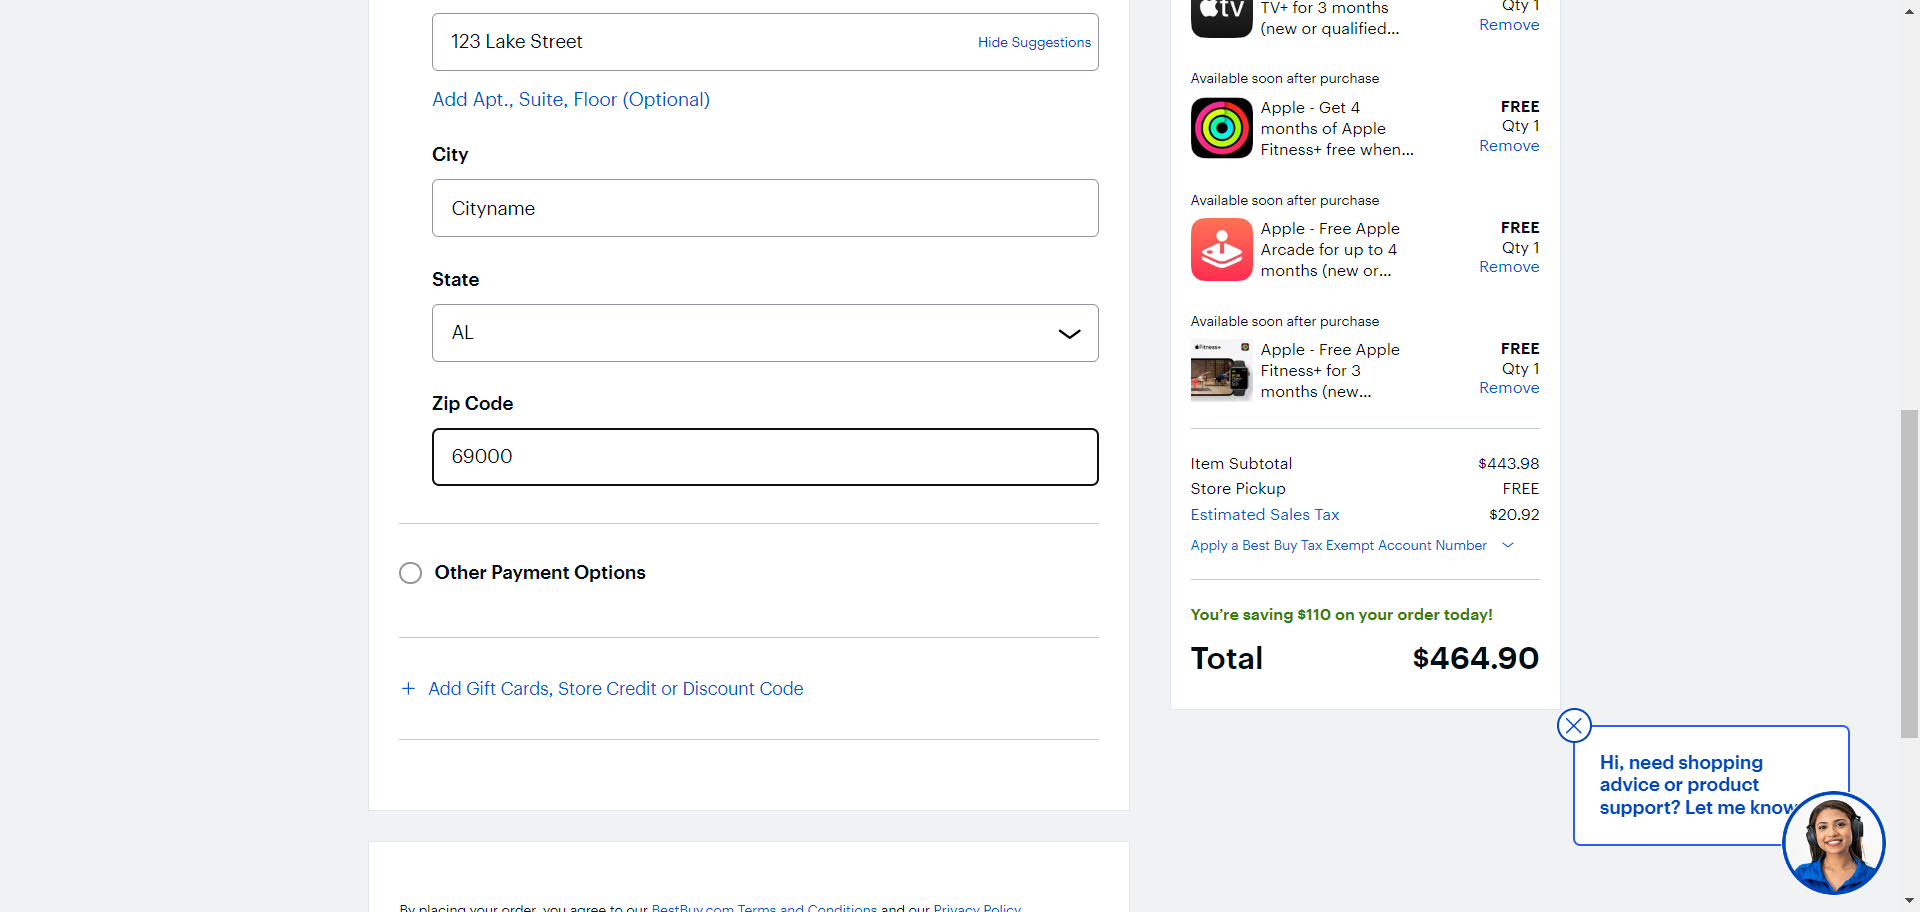 123 Lake Street
Hide Suggestions
Add Apt., Suite, Floor (Optional)
City
Cityname
State
AL
Zip Code
69000
Other Payment Options
+ Add Gift Cards, Store Credit or Discount Code
By placing your order, you agree to our BestBuy.com Terms and Conditions and our Privacy Policy
tv
TV+ for 3 months
(new or qualified...
Qty 1
Remove
Available soon after purchase
Apple - Get 4
months of Apple
Fitness+ free when...
FREE
Qty 1
Remove
Available soon after purchase
Apple - Free Apple
Arcade for up to 4
months (new or...
FREE
Qty 1
Remove
Available soon after purchase
Fitness+
Apple - Free Apple
Fitness+ for 3
months (new...
FREE
Qty 1
Remove
Item Subtotal $443.98
Store Pickup FREE
Estimated Sales Tax $20.92
Apply a Best Buy Tax Exempt Account Number
You’re saving $110 on your order today!
Total $464.90
Hi, need shopping
advice or product
support? Let me know